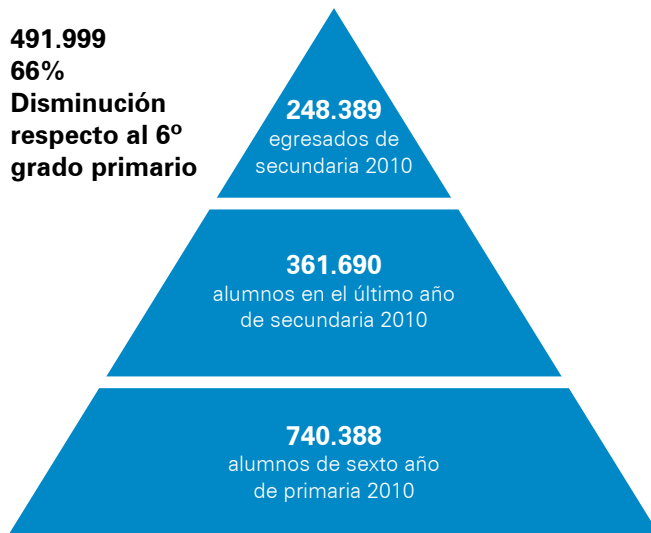 491.999
66%
Disminución
respecto al 6º
grado primario
248.389
egresados de
secundaria 2010
361.690
alumnos en el último año
de secundaria 2010
740.388
alumnos de sexto año
de primaria 2010